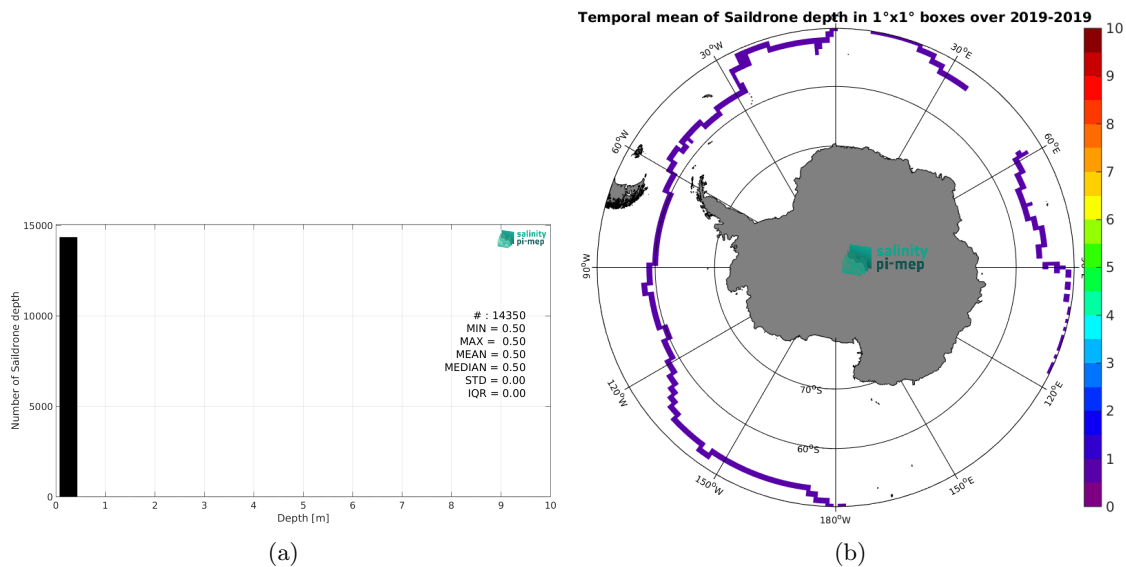 15000
10000
5000
0
Number of Saildrone depth
salinity
pi-mep
# : 14350
MIN = 0.50
MAX = 0.50
MEAN = 0.50
MEDIAN = 0.50
STD = 0.00
IQR = 0.00
0 1 2 3 4 5 6 7 8 9 10
Depth [m]
(a)
Temporal mean of Saildrone depth in 1°x1° boxes over 2019-2019
30°W
30°E
60°W
60°E
90°W
salinity
pi-mep
120°W
120°E
70°S
60°S
150°W
150°E
180°W
10
9
8
7
6
5
4
3
2
1
0
(b)